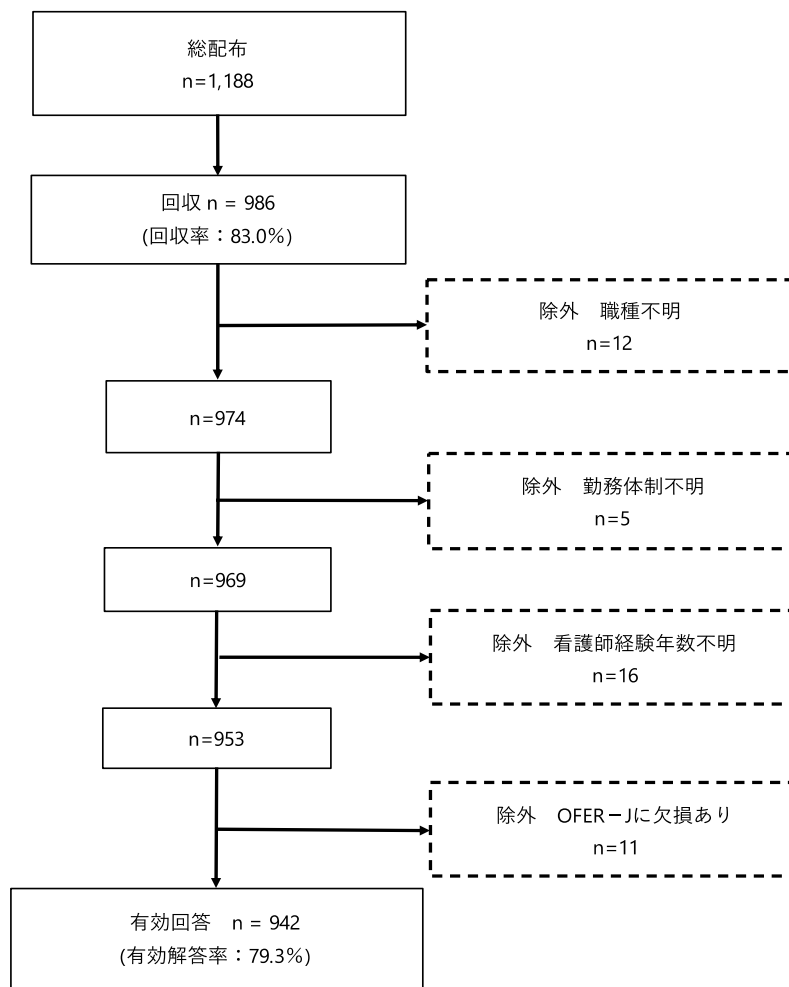 総配布
n=1,188
回収 n = 986
(回収率：83.0%)
除外　職種不明
n=12
n=974
除外　勤務体制不明
n=5
n=969
除外　看護師経験年数不明
n=16
n=953
除外　OFER－Jに欠損あり
n=11
有効回答　n = 942
(有効解答率：79.3%)